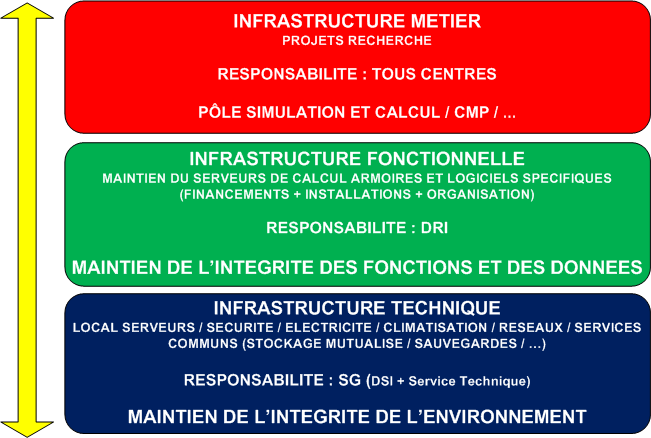 INFRASTRUCTURE METIER
PROJETS RECHERCHE
RESPONSABILITE : TOUS CENTRES
PÔLE SIMULATION ET CALCUL / CMP / ...
INFRASTRUCTURE FONCTIONNELLE
MAINTIEN DU SERVEURS DE CALCUL ARMOIRES ET LOGICIELS SPECIFIQUES
(FINANCEMENTS + INSTALLATIONS + ORGANISATION)
RESPONSABILITE : DRI
MAINTIEN DE L'INTEGRITE DES FONCTIONS ET DES DONNEES
INFRASTRUCTURE TECHNIQUE
LOCAL SERVEURS / SECURITE / ELECTRICITE / CLIMATISATION / RESEAUX / SERVICES
COMMUNS (STOCKAGE MUTUALISE / SAUVEGARDES / ...)
RESPONSABILITE : SG (DSI + Service Technique)
MAINTIEN DE L'INTEGRITE DE L'ENVIRONNEMENT